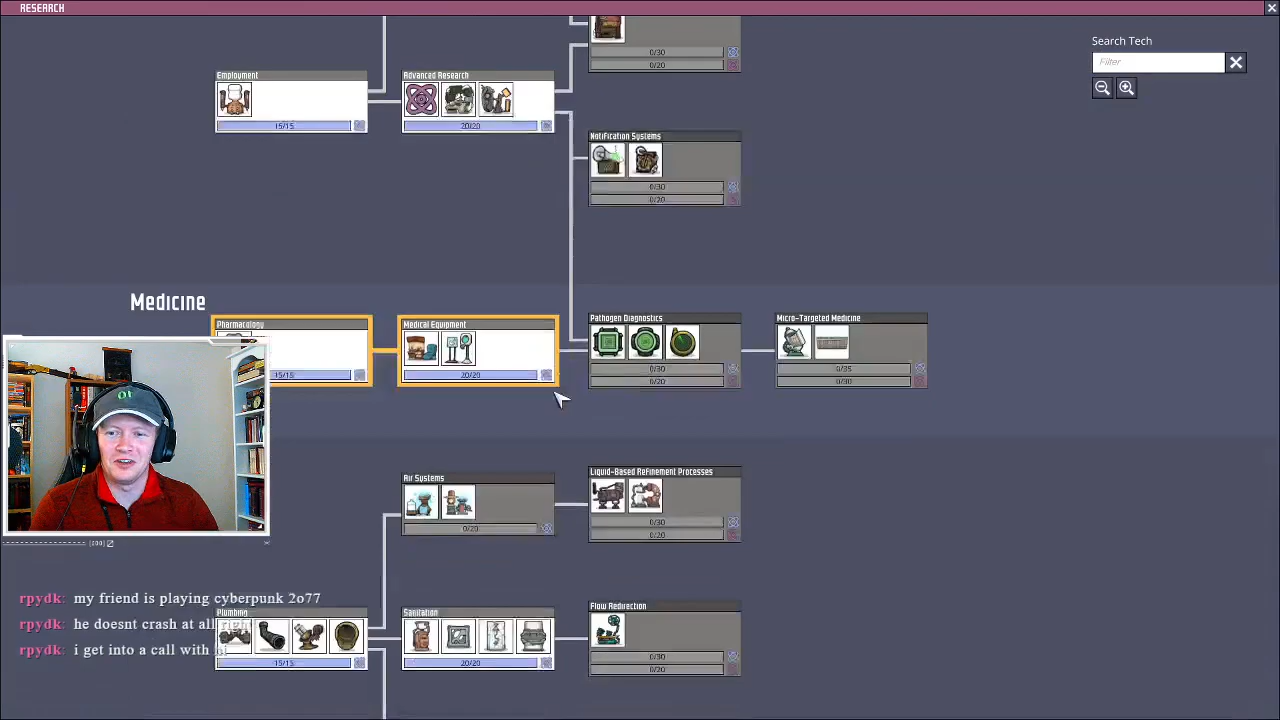 RESEARCH
Search Tech
Filter
0/30
0/20
Employment
15/15
Advanced Research
20/20
Notification Systems
0/30
0/20
Medicine
Pharmacology
15/15
Medical Equipment
20/20
Pathogen Diagnostics
0/30
0/20
Micro-Targeted Medicine
0/35
0/30
Air Systems
0/20
Liquid-Based Refinement Processes
0/30
0/20
Plumbing
15/15
Sanitation
20/20
Flow Redirection
0/30
0/20
rpydk: my friend is playing cyberpunk 2o77
rpydk: he doesnt crash at all right
rpydk: i get into a call with